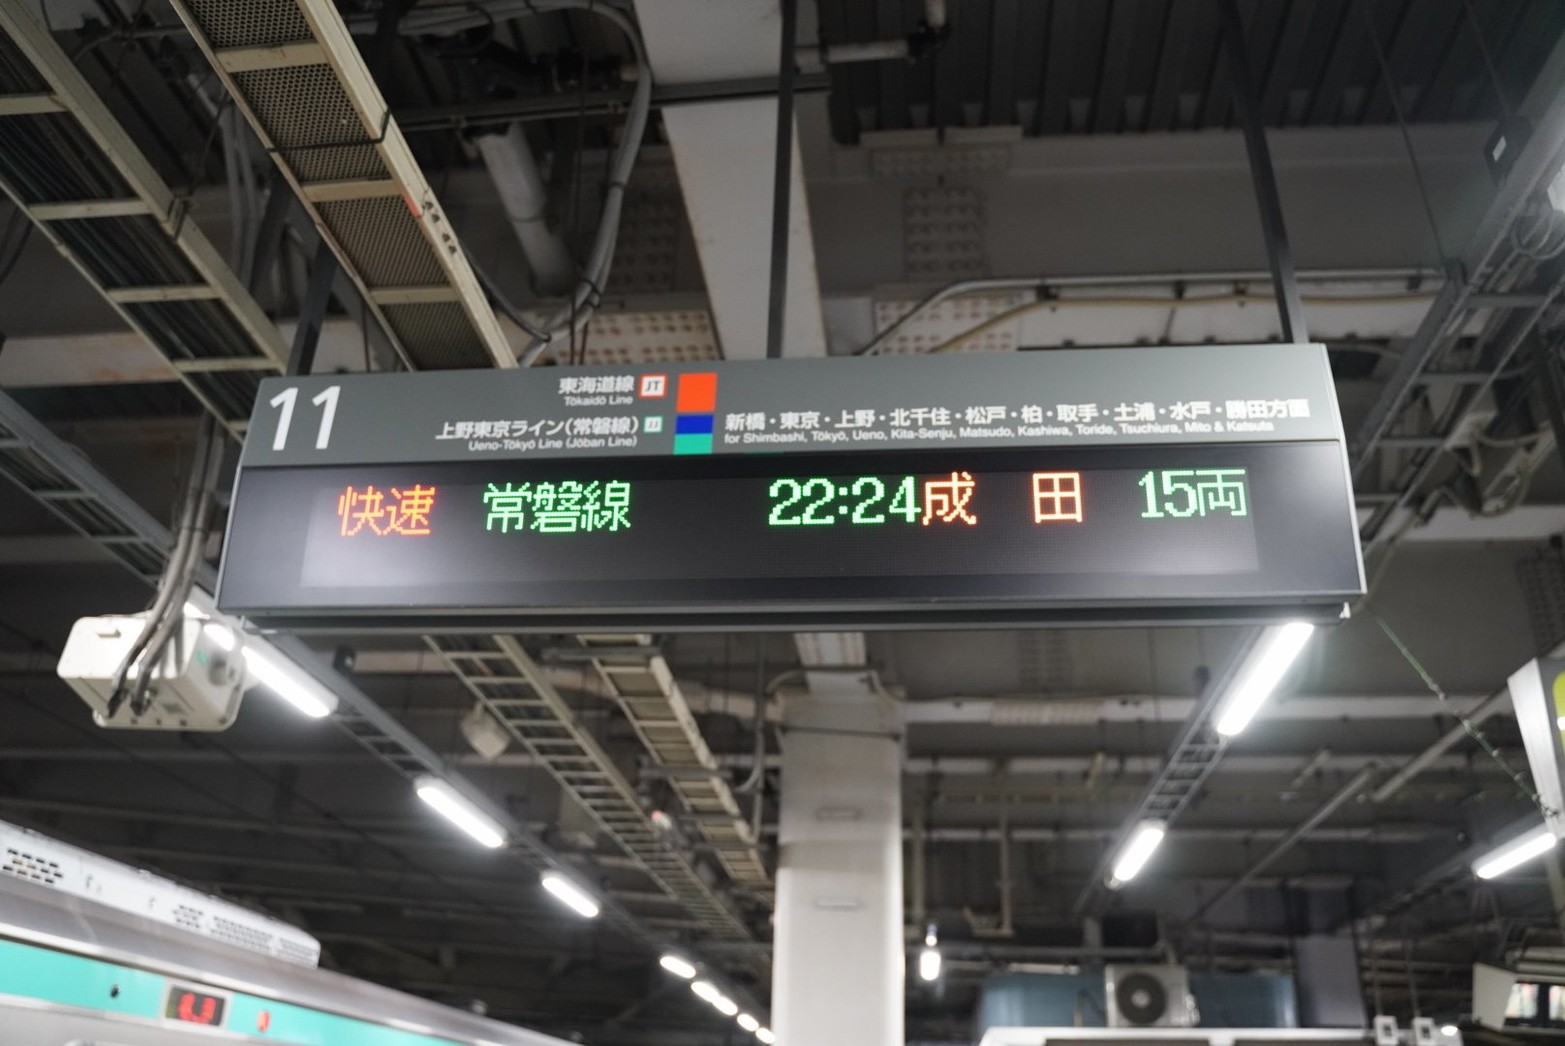 11
東海道線 JT
Tōkaidō Line
上野東京ライン(常磐線)
Ueno-Tōkyō Line (Jōban Line)
新橋・東京・上野・北千住・松戸・柏・取手・土浦・水戸・勝田方面
for Shimbashi, Tōkyō, Ueno, Kita-Senju, Matsudo, Kashiwa, Toride, Tsuchiura, Mito & Katsuta
快速 常磐線 22:24 成 田 15両